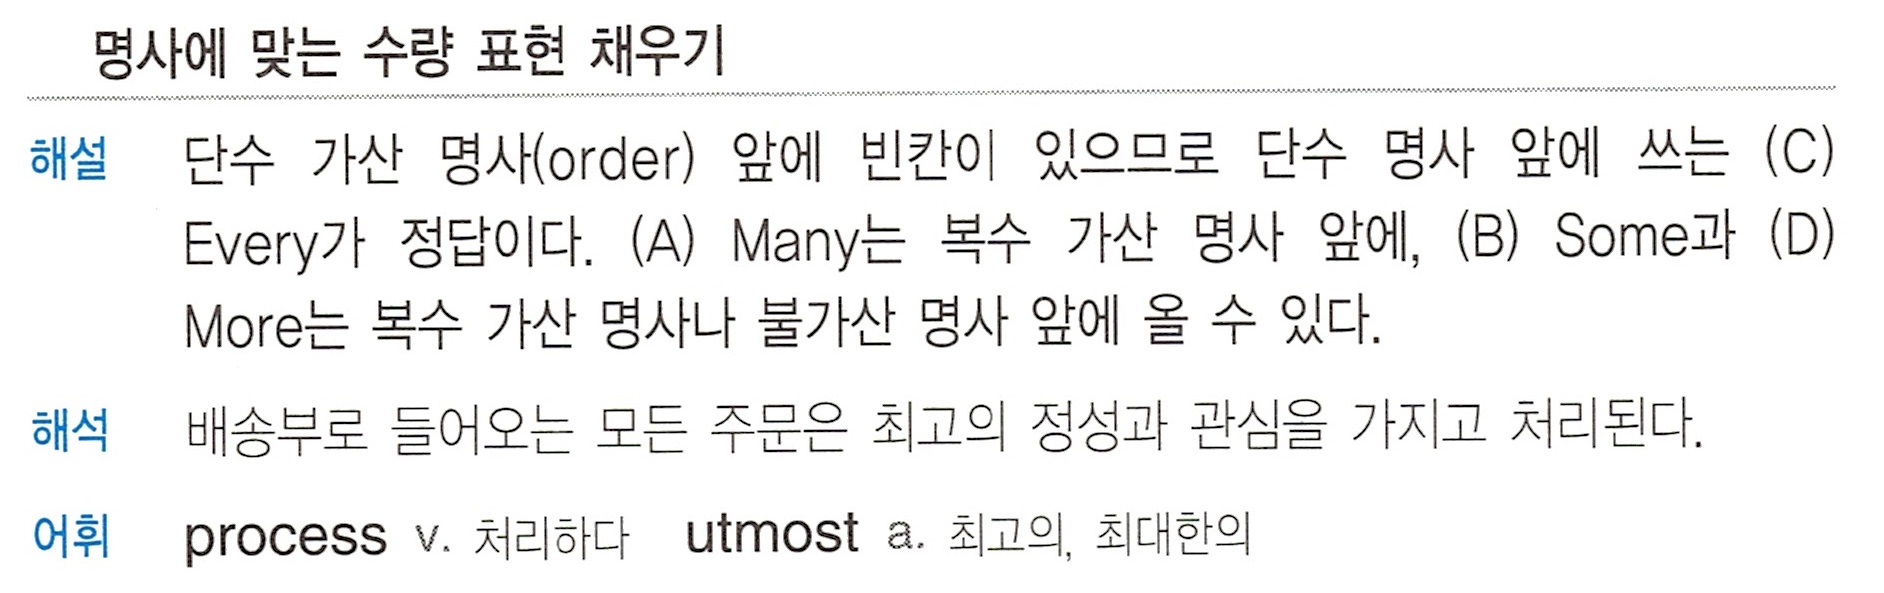 명사에 맞는 수량 표현 채우기
해설 단수 가산 명사(order) 앞에 빈칸이 있으므로 단수 명사 앞에 쓰는 (C)
Every가 정답이다. (A) Many는 복수 가산 명사 앞에, (B) Some과 (D)
More는 복수 가산 명사나 불가산 명사 앞에 올 수 있다.
해석 배송부로 들어오는 모든 주문은 최고의 정성과 관심을 가지고 처리된다.
어휘 process v. 처리하다 utmost a. 최고의, 최대한의